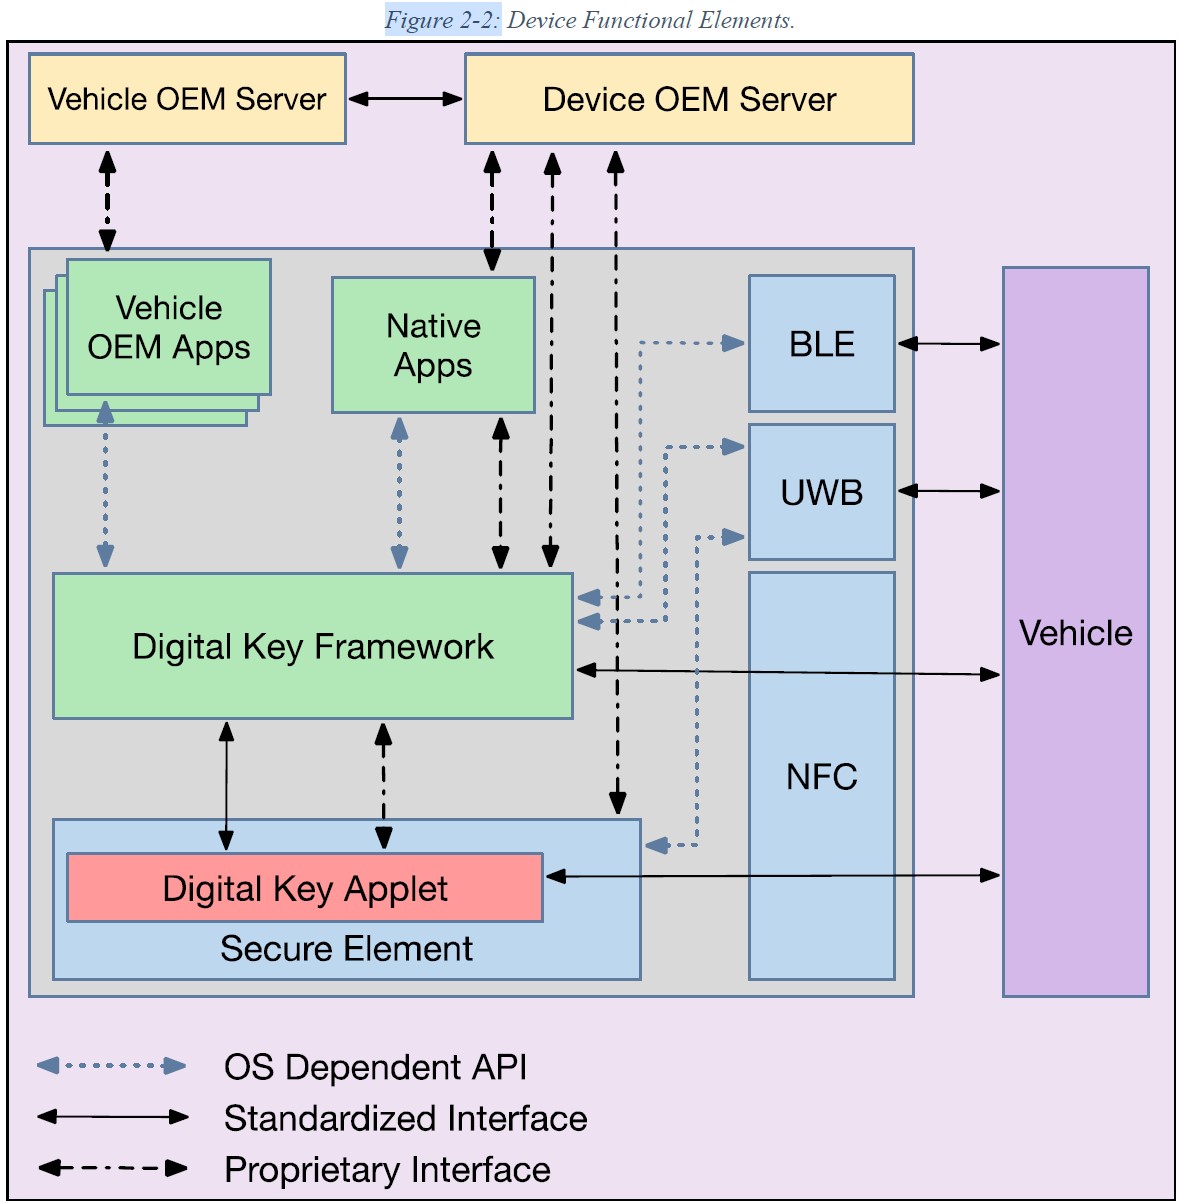 Figure 2-2: Device Functional Elements.
Vehicle OEM Server
Device OEM Server
Vehicle
OEM Apps
Native
Apps
BLE
UWB
Digital Key Framework
Vehicle
NFC
Digital Key Applet
Secure Element
OS Dependent API
Standardized Interface
Proprietary Interface